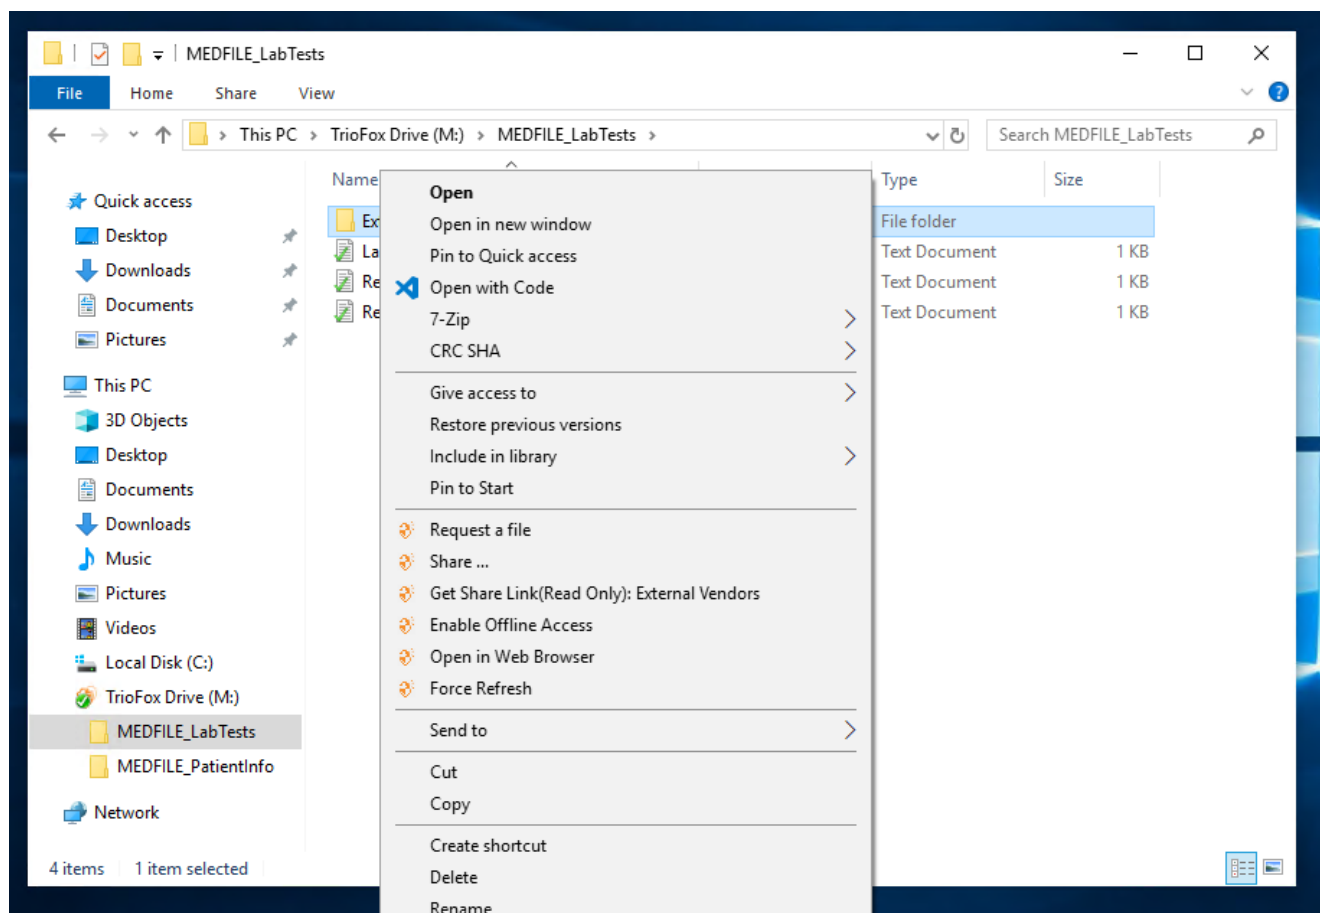 MEDFILE_LabTests
File Home Share View
This PC TrioFox Drive (M:) MEDFILE_LabTests
Search MEDFILE_LabTests
Name Type Size
Quick access
Desktop
Downloads
Documents
Pictures
This PC
3D Objects
Desktop
Documents
Downloads
Music
Pictures
Videos
Local Disk (C:)
TrioFox Drive (M:)
MEDFILE_LabTests
MEDFILE_PatientInfo
Network
Ex File folder
La Text Document 1 KB
Re Text Document 1 KB
Re Text Document 1 KB
Open
Open in new window
Pin to Quick access
Open with Code
7-Zip
CRC SHA
Give access to
Restore previous versions
Include in library
Pin to Start
Request a file
Share ...
Get Share Link(Read Only): External Vendors
Enable Offline Access
Open in Web Browser
Force Refresh
Send to
Cut
Copy
Create shortcut
Delete
Rename
4 items 1 item selected